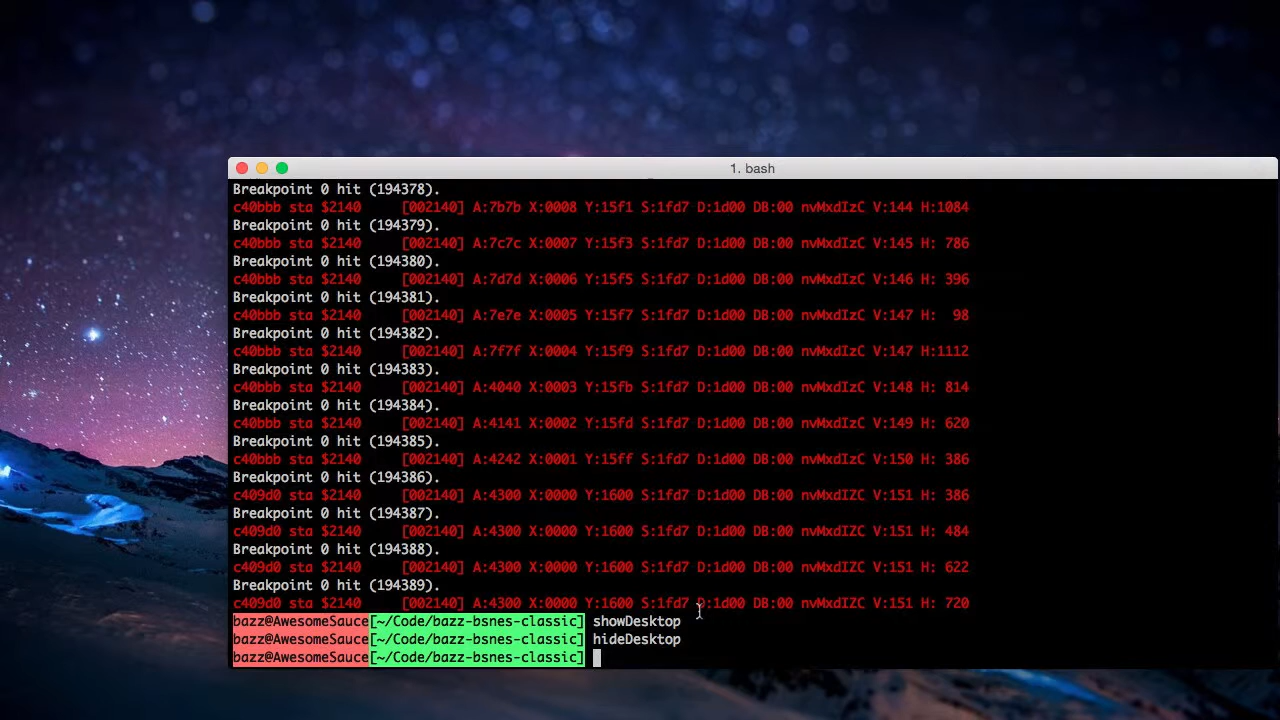 1. bash
Breakpoint 0 hit (194378).
c40bbb sta $2140     [002140] A:7b7b X:0008 Y:15f1 S:1fd7 D:1d00 DB:00 nvMxdIzC V:144 H:1084
Breakpoint 0 hit (194379).
c40bbb sta $2140     [002140] A:7c7c X:0007 Y:15f3 S:1fd7 D:1d00 DB:00 nvMxdIzC V:145 H: 786
Breakpoint 0 hit (194380).
c40bbb sta $2140     [002140] A:7d7d X:0006 Y:15f5 S:1fd7 D:1d00 DB:00 nvMxdIzC V:146 H: 396
Breakpoint 0 hit (194381).
c40bbb sta $2140     [002140] A:7e7e X:0005 Y:15f7 S:1fd7 D:1d00 DB:00 nvMxdIzC V:147 H:  98
Breakpoint 0 hit (194382).
c40bbb sta $2140     [002140] A:7f7f X:0004 Y:15f9 S:1fd7 D:1d00 DB:00 nvMxdIzC V:147 H:1112
Breakpoint 0 hit (194383).
c40bbb sta $2140     [002140] A:4040 X:0003 Y:15fb S:1fd7 D:1d00 DB:00 nvMxdIzC V:148 H: 814
Breakpoint 0 hit (194384).
c40bbb sta $2140     [002140] A:4141 X:0002 Y:15fd S:1fd7 D:1d00 DB:00 nvMxdIzC V:149 H: 620
Breakpoint 0 hit (194385).
c40bbb sta $2140     [002140] A:4242 X:0001 Y:15ff S:1fd7 D:1d00 DB:00 nvMxdIzC V:150 H: 386
Breakpoint 0 hit (194386).
c409d0 sta $2140     [002140] A:4300 X:0000 Y:1600 S:1fd7 D:1d00 DB:00 nvMxdIZC V:151 H: 386
Breakpoint 0 hit (194387).
c409d0 sta $2140     [002140] A:4300 X:0000 Y:1600 S:1fd7 D:1d00 DB:00 nvMxdIZC V:151 H: 484
Breakpoint 0 hit (194388).
c409d0 sta $2140     [002140] A:4300 X:0000 Y:1600 S:1fd7 D:1d00 DB:00 nvMxdIZC V:151 H: 622
Breakpoint 0 hit (194389).
c409d0 sta $2140     [002140] A:4300 X:0000 Y:1600 S:1fd7 D:1d00 DB:00 nvMxdIZC V:151 H: 720
bazz@AwesomeSauce[~/Code/bazz-bsnes-classic] showDesktop
bazz@AwesomeSauce[~/Code/bazz-bsnes-classic] hideDesktop
bazz@AwesomeSauce[~/Code/bazz-bsnes-classic]